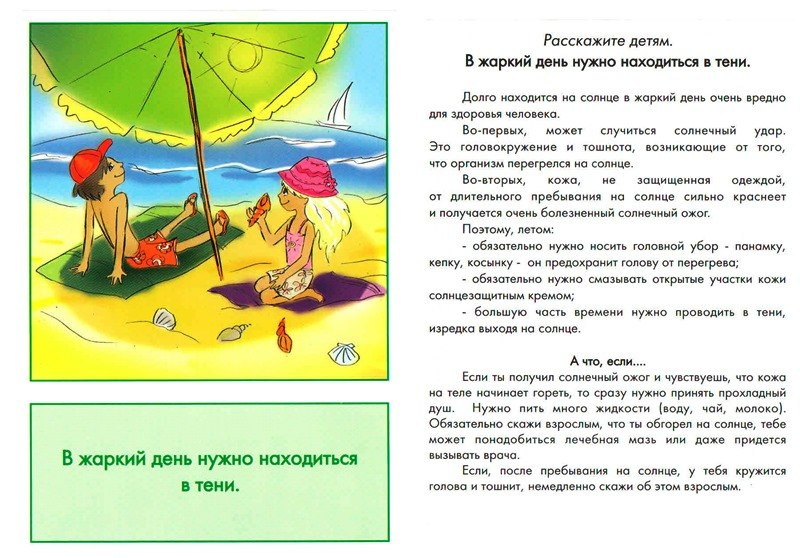 В жаркий день нужно находиться
в тени.
Расскажите детям.
В жаркий день нужно находиться в тени.
Долго находится на солнце в жаркий день очень вредно
для здоровья человека.
Во-первых, может случиться солнечный удар.
Это головокружение и тошнота, возникающие от того,
что организм перегрелся на солнце.
Во-вторых, кожа, не защищенная одеждой,
от длительного пребывания на солнце сильно краснеет
и получается очень болезненный солнечный ожог.
Поэтому, летом:
- обязательно нужно носить головной убор - панамку,
кепку, косынку - он предохранит голову от перегрева;
- обязательно нужно смазывать открытые участки кожи
солнцезащитным кремом;
- большую часть времени нужно проводить в тени,
изредка выходя на солнце.
А что, если....
Если ты получил солнечный ожог и чувствуешь, что кожа
на теле начинает гореть, то сразу нужно принять прохладный
душ. Нужно пить много жидкости (воду, чай, молоко).
Обязательно скажи взрослым, что ты обгорел на солнце, тебе
может понадобиться лечебная мазь или даже придется
вызывать врача.
Если, после пребывания на солнце, у тебя кружится
голова и тошнит, немедленно скажи об этом взрослым.